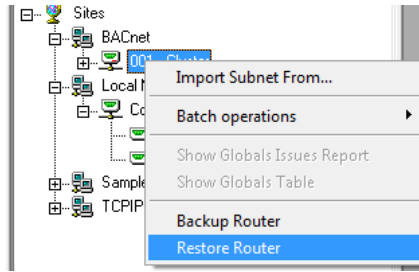 Sites
BACnet
001 Cluster
Local
Import Subnet From...
Batch operations
Show Globals Issues Report
Show Globals Table
Sample
TCPIP
Backup Router
Restore Router